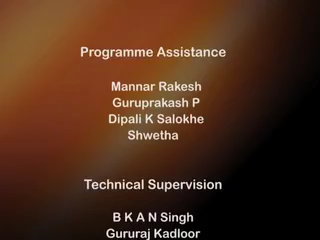 Programme Assistance
Mannar Rakesh
Guruprakash P
Dipali K Salokhe
Shwetha
Technical Supervision
B K A N Singh
Gururaj Kadloor